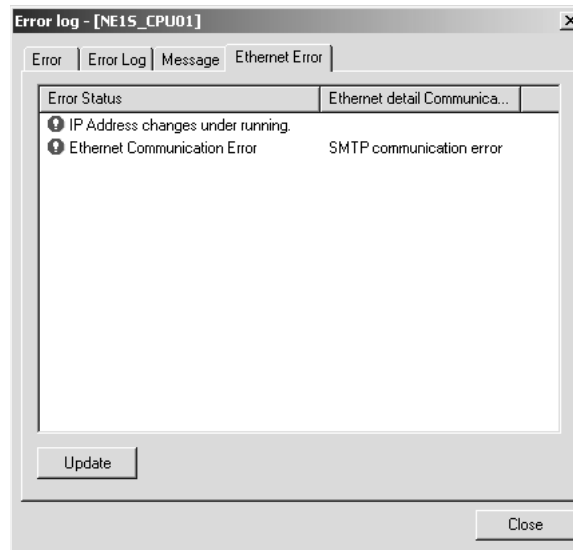 Error log - [NE1S_CPU01]
Error Error Log Message Ethernet Error
Error Status Ethernet detail Communica...
IP Address changes under running.
Ethernet Communication Error SMTP communication error
Update
Close